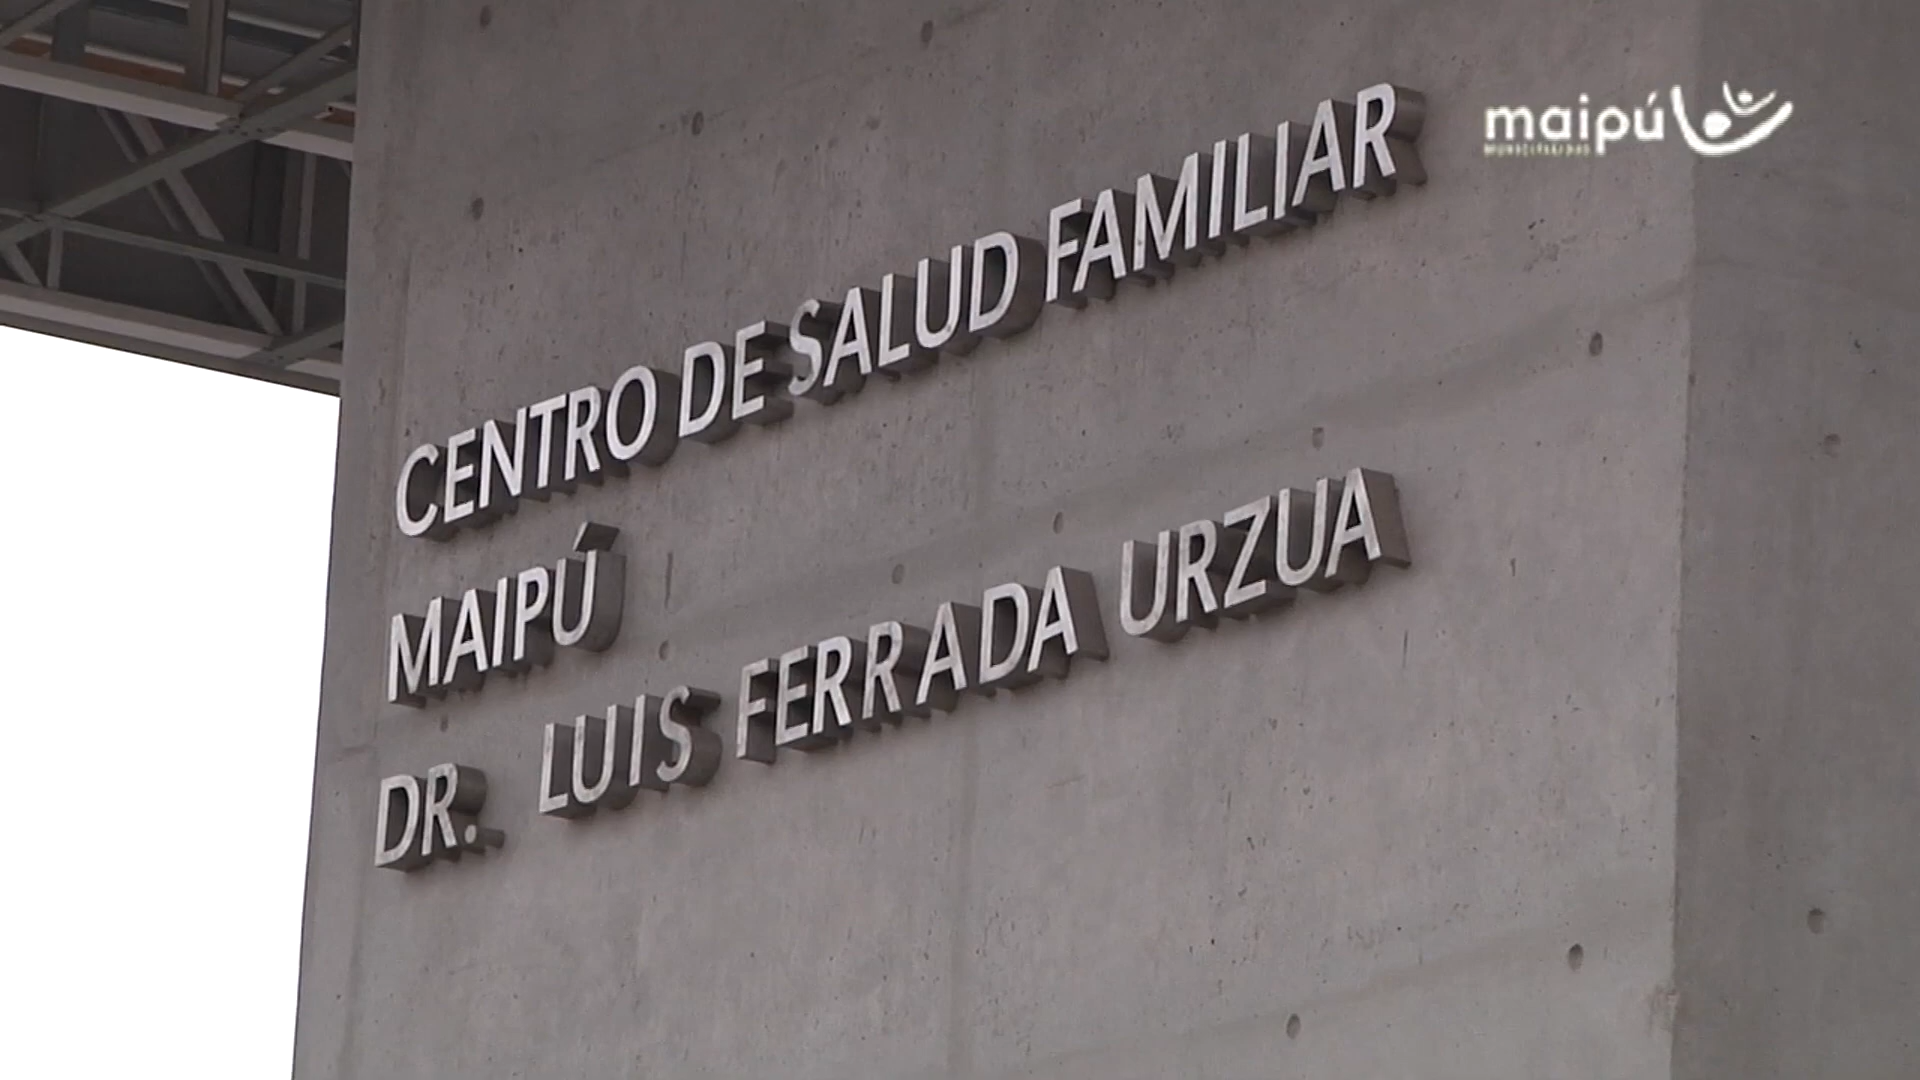 maipú
CENTRO DE SALUD FAMILIAR
MAIPÚ
DR. LUIS FERRADA URZUA